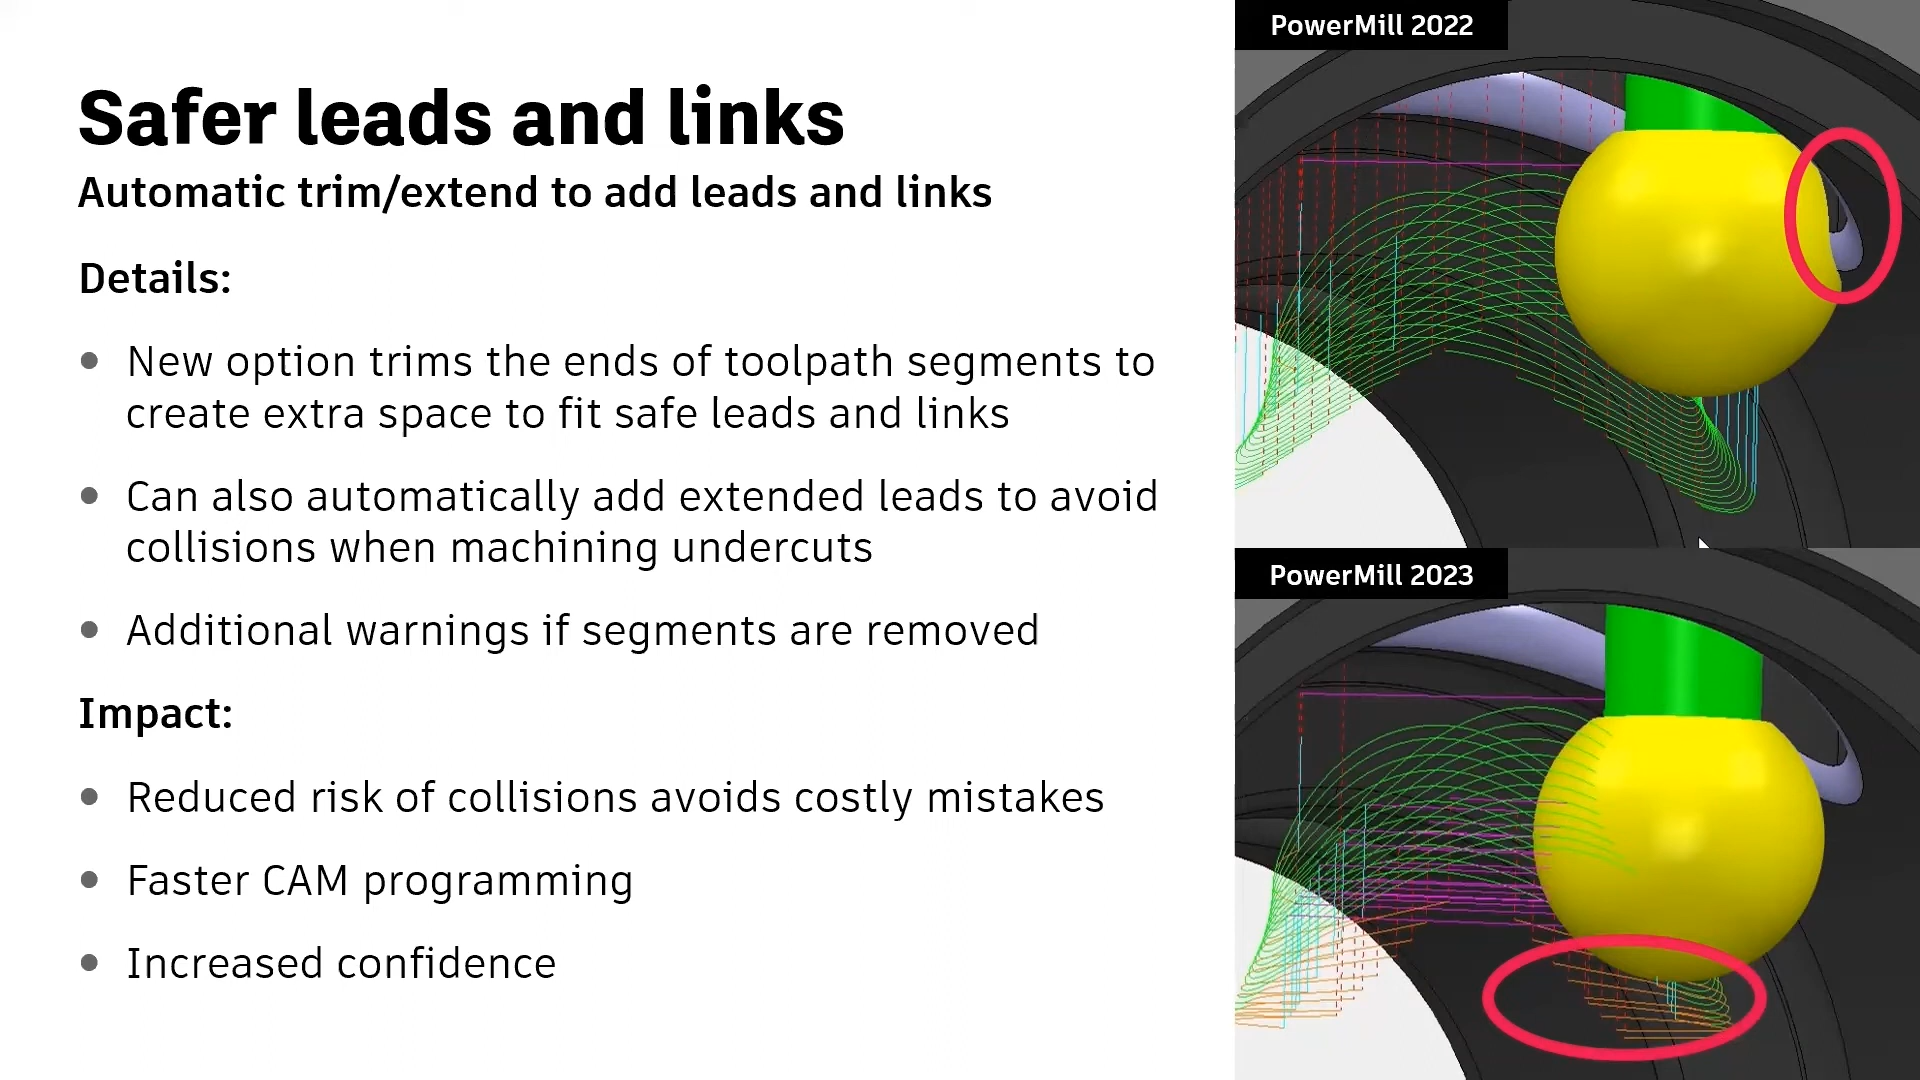 Safer leads and links
Automatic trim/extend to add leads and links
Details:
New option trims the ends of toolpath segments to
create extra space to fit safe leads and links
Can also automatically add extended leads to avoid
collisions when machining undercuts
Additional warnings if segments are removed
Impact:
Reduced risk of collisions avoids costly mistakes
Faster CAM programming
Increased confidence
PowerMill 2022
PowerMill 2023